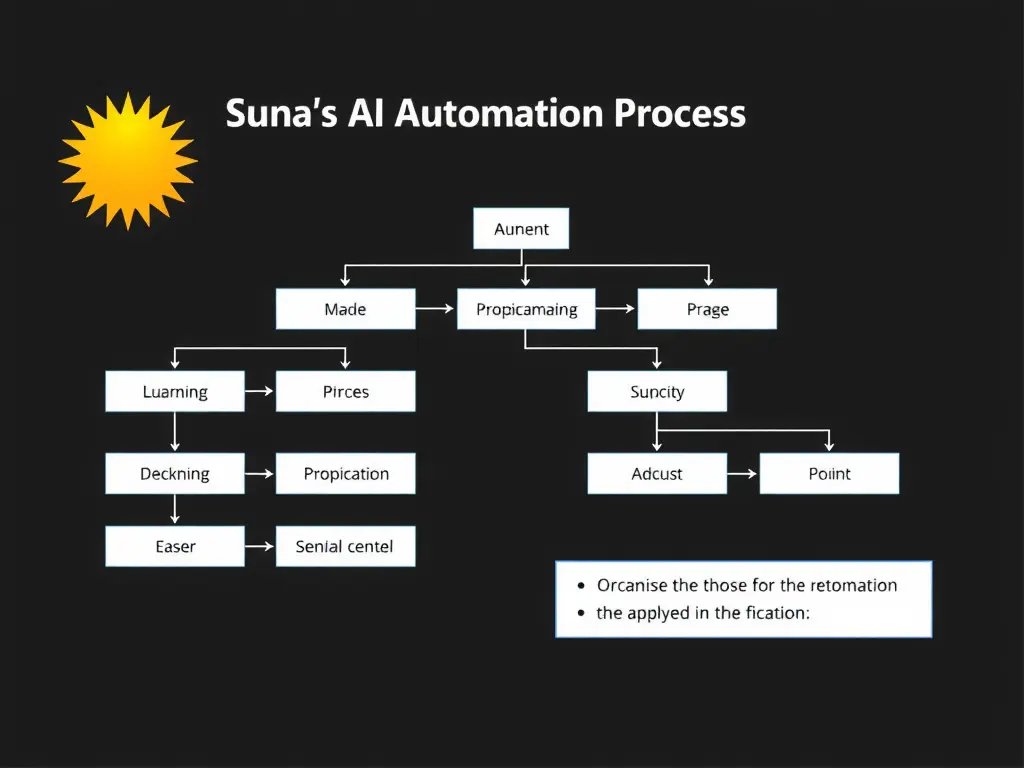 Suna's AI Automation Process
Aunent
Made
Propicamaing
Prage
Luarning
Pirces
Suncity
Deckning
Propication
Adcust
Poiint
Easer
Senial centel
• Orcanise the those for the retomation
• the applyed in the fication: